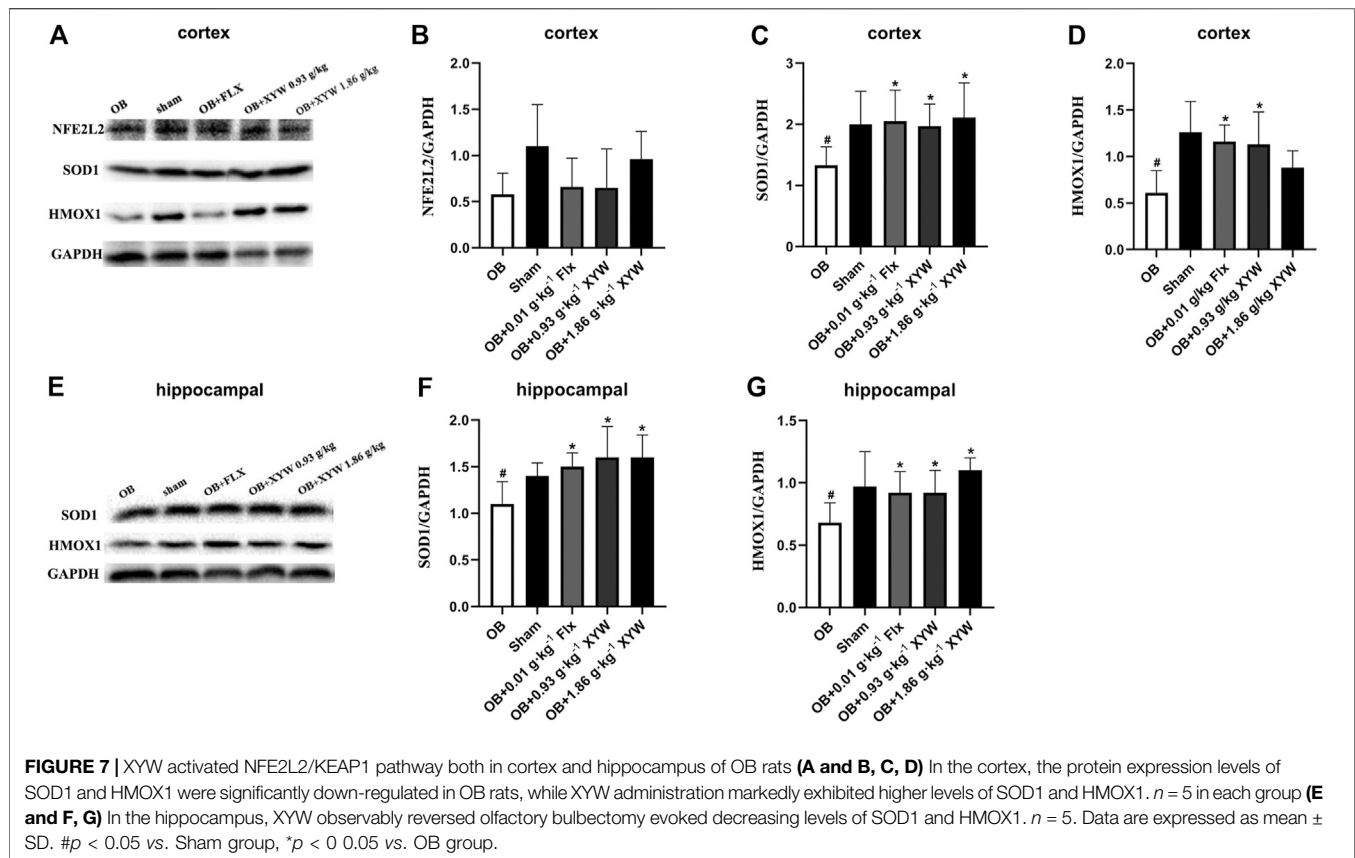 A
cortex
OB
sham
OB+FLX
OB+XYW 0.93 g/kg
OB+XYW 1.86 g/kg
NFE2L2
SOD1
HMOX1
GAPDH
B
cortex
NFE2L2/GAPDH
2.0
1.5
1.0
0.5
0.0
OB
Sham
OB+0.01 g·kg⁻¹ Flx
OB+0.93 g·kg⁻¹ XYW
OB+1.86 g·kg⁻¹ XYW
C
cortex
SOD1/GAPDH
3
2
1
0
#
*
*
*
OB
Sham
OB+0.01 g·kg⁻¹ Flx
OB+0.93 g·kg⁻¹ XYW
OB+1.86 g·kg⁻¹ XYW
D
cortex
HMOX1/GAPDH
2.0
1.5
1.0
0.5
0.0
#
*
*
OB
Sham
OB+0.01 g/kg Flx
OB+0.93 g/kg XYW
OB+1.86 g/kg XYW
E
hippocampal
OB
sham
OB+FLX
OB+XYW 0.93 g/kg
OB+XYW 1.86 g/kg
SOD1
HMOX1
GAPDH
F
hippocampal
SOD1/GAPDH
2.0
1.5
1.0
0.5
0.0
#
*
*
*
OB
Sham
OB+0.01 g·kg⁻¹ Flx
OB+0.93 g·kg⁻¹ XYW
OB+1.86 g·kg⁻¹ XYW
G
hippocampal
HMOX1/GAPDH
1.5
1.0
0.5
0.0
#
*
*
*
OB
Sham
OB+0.01 g·kg⁻¹ Flx
OB+0.93 g·kg⁻¹ XYW
OB+1.86 g·kg⁻¹ XYW
FIGURE 7 | XYW activated NFE2L2/KEAP1 pathway both in cortex and hippocampus of OB rats (A and B, C, D) In the cortex, the protein expression levels of
SOD1 and HMOX1 were significantly down-regulated in OB rats, while XYW administration markedly exhibited higher levels of SOD1 and HMOX1. n = 5 in each group (E
and F, G) In the hippocampus, XYW observably reversed olfactory bulbectomy evoked decreasing levels of SOD1 and HMOX1. n = 5. Data are expressed as mean ±
SD. #p < 0.05 vs. Sham group, *p < 0 0.05 vs. OB group.